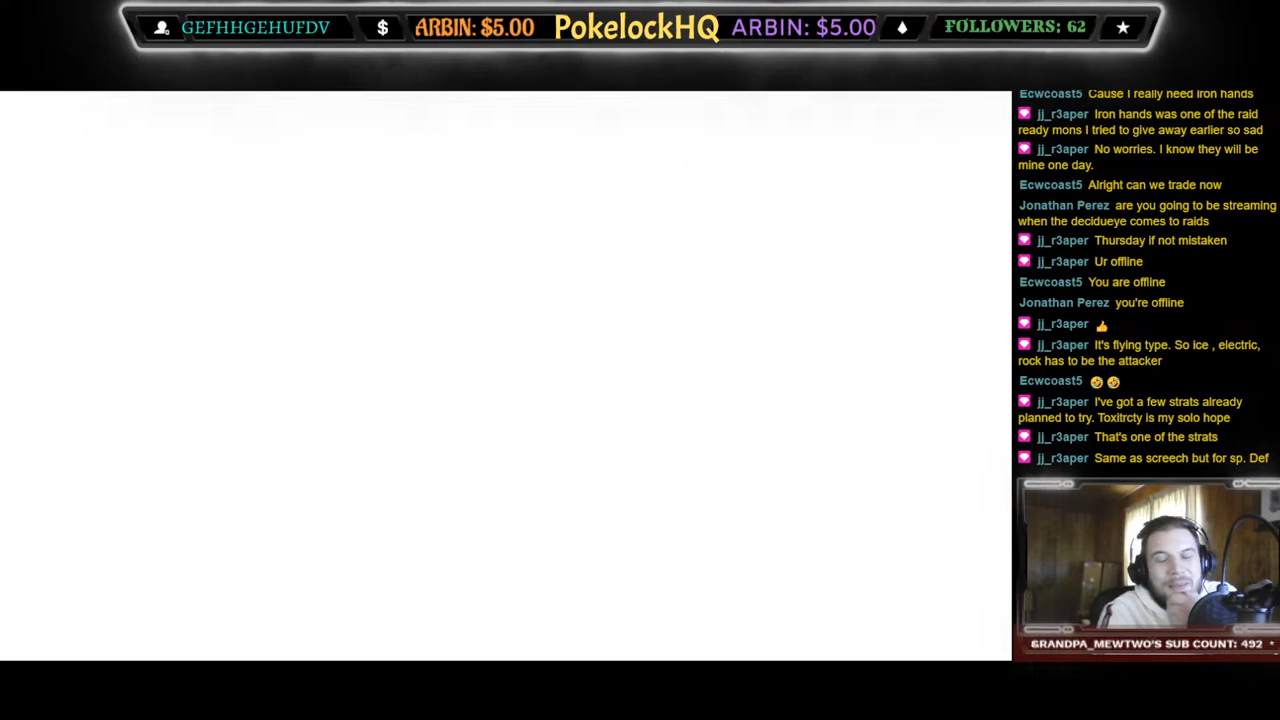 GEFHHGEHUFDV
$
ARBIN: $5.00
PokelockHQ
ARBIN: $5.00
FOLLOWERS: 62
Ecwcoast5 Cause I really need iron hands
jj_r3aper Iron hands was one of the raid
ready mons I tried to give away earlier so sad
jj_r3aper No worries. I know they will be
mine one day.
Ecwcoast5 Alright can we trade now
Jonathan Perez are you going to be streaming
when the decidueye comes to raids
jj_r3aper Thursday if not mistaken
jj_r3aper Ur offline
Ecwcoast5 You are offline
Jonathan Perez you're offline
jj_r3aper 👍
jj_r3aper It's flying type. So ice , electric,
rock has to be the attacker
Ecwcoast5 🤣 🤣
jj_r3aper I've got a few strats already
planned to try. Toxitrcty is my solo hope
jj_r3aper That's one of the strats
jj_r3aper Same as screech but for sp. Def
GRANDPA_MEWTWO'S SUB COUNT: 492 *